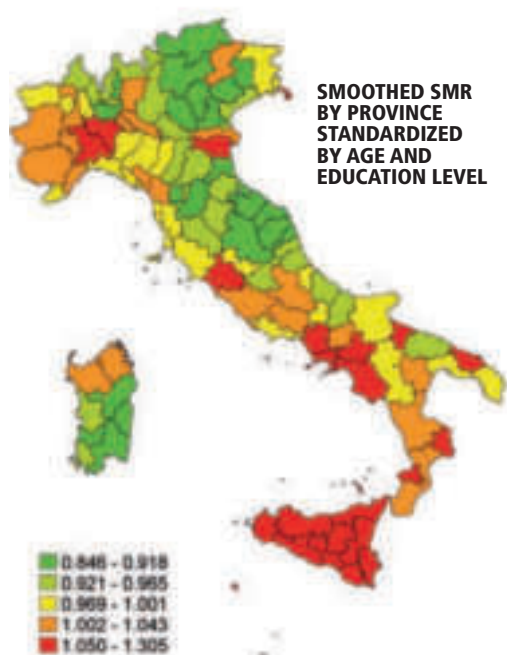 SMOOTHED SMR
BY PROVINCE
STANDARDIZED
BY AGE AND
EDUCATION LEVEL
0.846 - 0.918
0.921 - 0.965
0.969 - 1.001
1.002 - 1.043
1.050 - 1.305